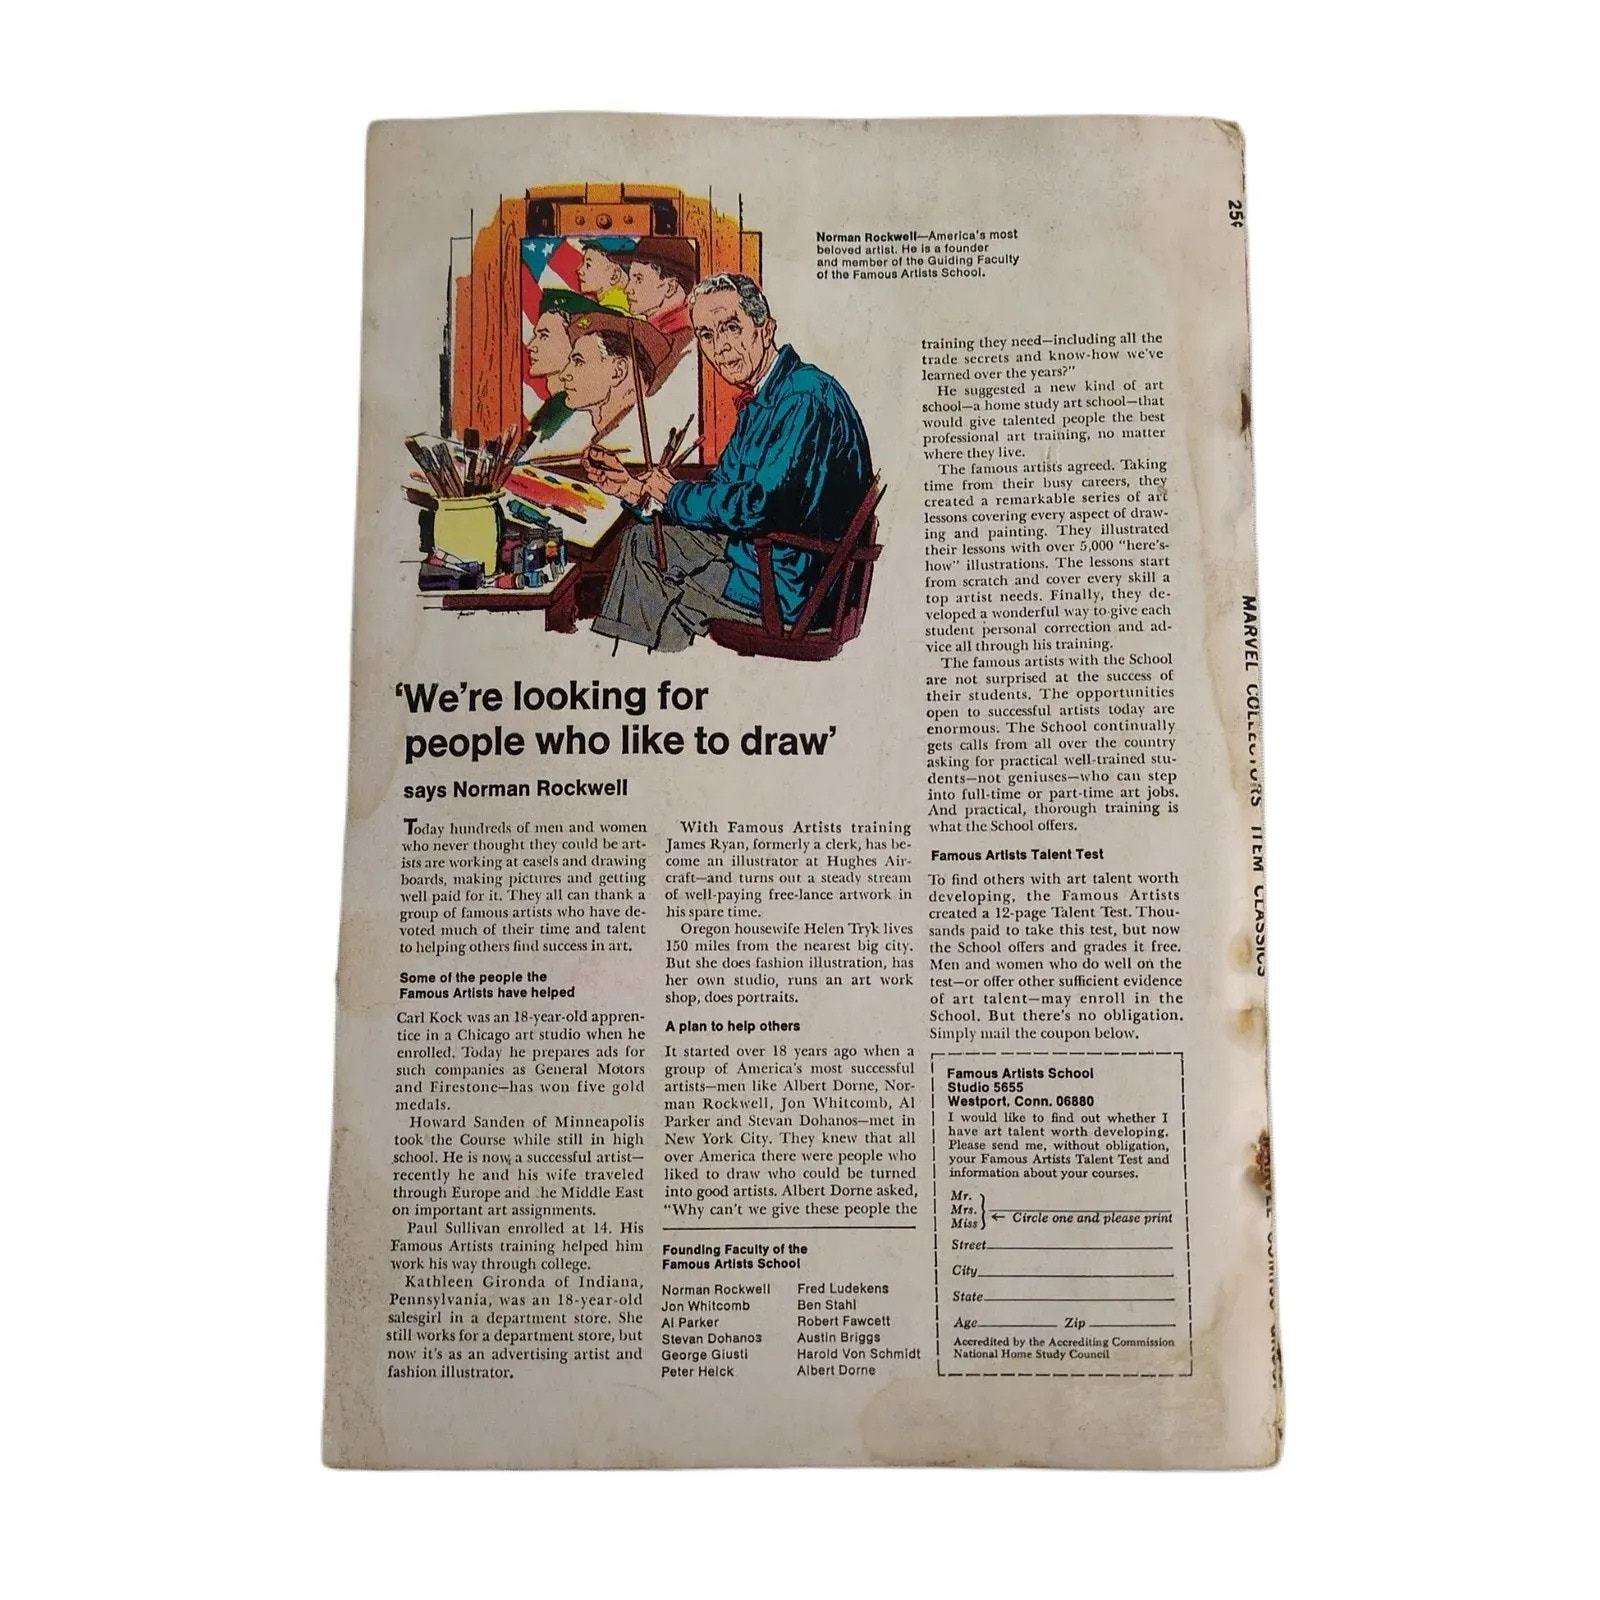 Norman Rockwell—America's most
beloved artist. He is a founder
and member of the Guiding Faculty
of the Famous Artists School.
'We're looking for
people who like to draw'
says Norman Rockwell
Today hundreds of men and women
who never thought they could be art-
ists are working at easels and drawing
boards, making pictures and getting
well paid for it. They all can thank a
group of famous artists who have de-
voted much of their time and talent
to helping others find success in art.
Some of the people the
Famous Artists have helped
Carl Kock was an 18-year-old appren-
tice in a Chicago art studio when he
enrolled. Today he prepares ads for
such companies as General Motors
and Firestone—has won five gold
medals.
Howard Sanden of Minneapolis
took the Course while still in high
school. He is now a successful artist—
recently he and his wife traveled
through Europe and the Middle East
on important art assignments.
Paul Sullivan enrolled at 14. His
Famous Artists training helped him
work his way through college.
Kathleen Gironda of Indiana,
Pennsylvania, was an 18-year-old
salesgirl in a department store. She
still works for a department store, but
now it's as an advertising artist and
fashion illustrator.
With Famous Artists training
James Ryan, formerly a clerk, has be-
come an illustrator at Hughes Air-
craft—and turns out a steady stream
of well-paying free-lance artwork in
his spare time.
Oregon housewife Helen Tryk lives
150 miles from the nearest big city.
But she does fashion illustration, has
her own studio, runs an art work
shop, does portraits.
A plan to help others
It started over 18 years ago when a
group of America's most successful
artists—men like Albert Dorne, Nor-
man Rockwell, Jon Whitcomb, Al
Parker and Stevan Dohanos—met in
New York City. They knew that all
over America there were people who
liked to draw who could be turned
into good artists. Albert Dorne asked,
"Why can't we give these people the
Founding Faculty of the
Famous Artists School
Norman Rockwell
Jon Whitcomb
Al Parker
Stevan Dohanos
George Giusti
Peter Helck
Fred Ludekens
Ben Stahl
Robert Fawcett
Austin Briggs
Harold Von Schmidt
Albert Dorne
training they need—including all the
trade secrets and know-how we've
learned over the years?"
He suggested a new kind of art
school—a home study art school—that
would give talented people the best
professional art training, no matter
where they live.
The famous artists agreed. Taking
time from their busy careers, they
created a remarkable series of art
lessons covering every aspect of draw-
ing and painting. They illustrated
their lessons with over 5,000 "here's-
how" illustrations. The lessons start
from scratch and cover every skill a
top artist needs. Finally, they de-
veloped a wonderful way to give each
student personal correction and ad-
vice all through his training.
The famous artists with the School
are not surprised at the success of
their students. The opportunities
open to successful artists today are
enormous. The School continually
gets calls from all over the country
asking for practical well-trained stu-
dents—not geniuses—who can step
into full-time or part-time art jobs.
And practical, thorough training is
what the School offers.
Famous Artists Talent Test
To find others with art talent worth
developing, the Famous Artists
created a 12-page Talent Test. Thou-
sands paid to take this test, but now
the School offers and grades it free.
Men and women who do well on the
test—or offer other sufficient evidence
of art talent—may enroll in the
School. But there's no obligation.
Simply mail the coupon below.
Famous Artists School
Studio 5655
Westport, Conn. 06880
I would like to find out whether I
have art talent worth developing.
Please send me, without obligation,
your Famous Artists Talent Test and
information about your courses.
Mr.
Mrs.
Miss
← Circle one and please print
Street
City
State
Age Zip
Accredited by the Accrediting Commission
National Home Study Council
25¢
MARVEL COLLECTORS ITEM CLASSICS